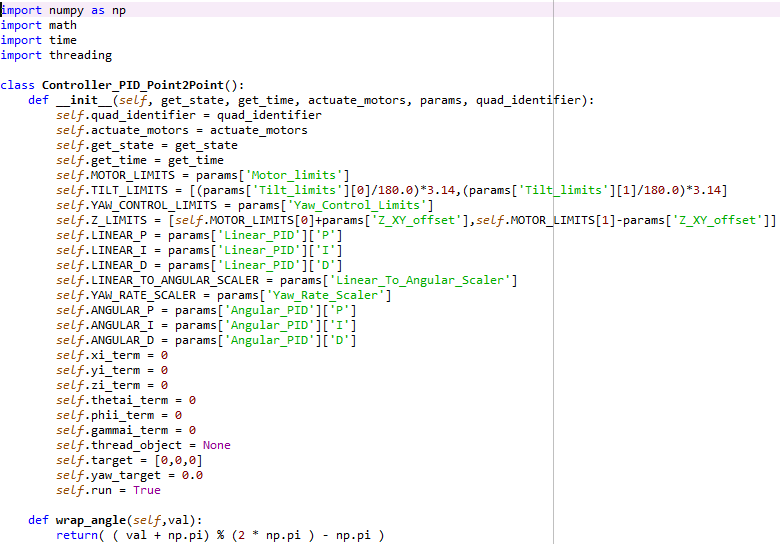 import numpy as np
import math
import time
import threading

class Controller_PID_Point2Point():
    def __init__(self, get_state, get_time, actuate_motors, params, quad_identifier):
        self.quad_identifier = quad_identifier
        self.actuate_motors = actuate_motors
        self.get_state = get_state
        self.get_time = get_time
        self.MOTOR_LIMITS = params['Motor_limits']
        self.TILT_LIMITS = [(params['Tilt_limits'][0]/180.0)*3.14,(params['Tilt_limits'][1]/180.0)*3.14]
        self.YAW_CONTROL_LIMITS = params['Yaw_Control_Limits']
        self.Z_LIMITS = [self.MOTOR_LIMITS[0]+params['Z_XY_offset'],self.MOTOR_LIMITS[1]-params['Z_XY_offset']]
        self.LINEAR_P = params['Linear_PID']['P']
        self.LINEAR_I = params['Linear_PID']['I']
        self.LINEAR_D = params['Linear_PID']['D']
        self.LINEAR_TO_ANGULAR_SCALER = params['Linear_To_Angular_Scaler']
        self.YAW_RATE_SCALER = params['Yaw_Rate_Scaler']
        self.ANGULAR_P = params['Angular_PID']['P']
        self.ANGULAR_I = params['Angular_PID']['I']
        self.ANGULAR_D = params['Angular_PID']['D']
        self.xi_term = 0
        self.yi_term = 0
        self.zi_term = 0
        self.thetai_term = 0
        self.phii_term = 0
        self.gammai_term = 0
        self.thread_object = None
        self.target = [0,0,0]
        self.yaw_target = 0.0
        self.run = True

    def wrap_angle(self,val):
        return( ( val + np.pi) % (2 * np.pi ) - np.pi )